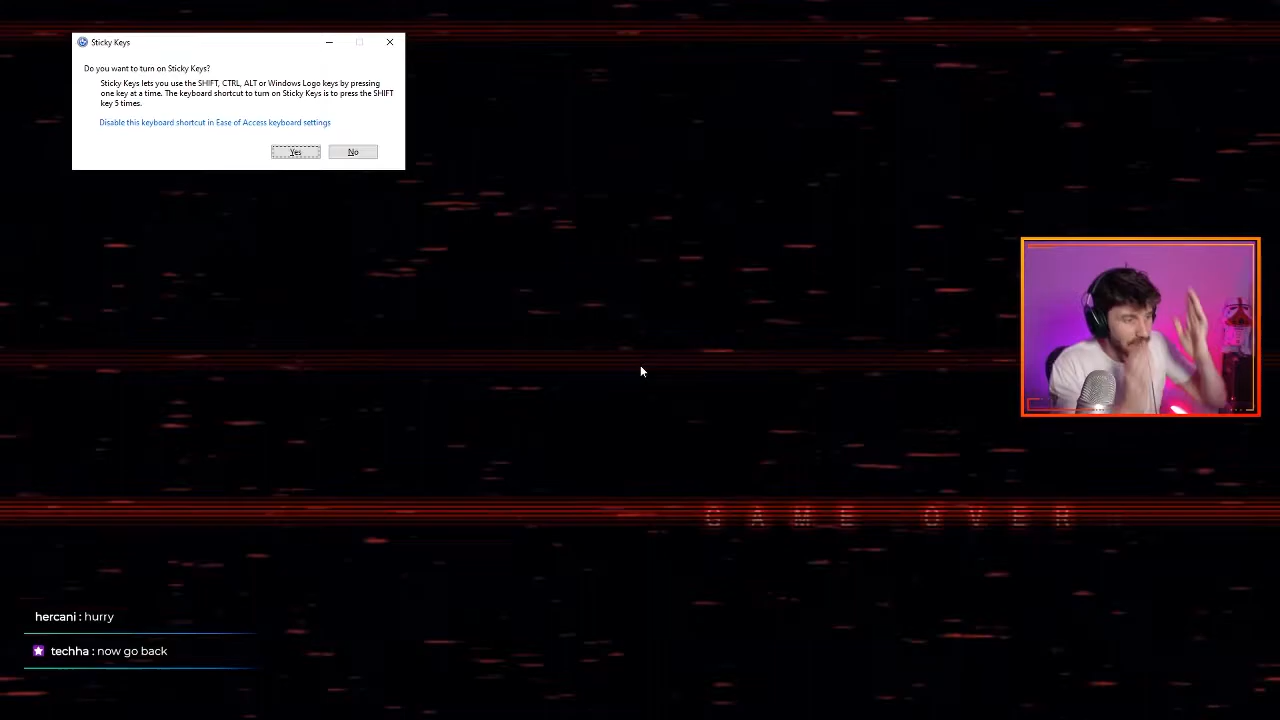 Sticky Keys
Do you want to turn on Sticky Keys?
Sticky Keys lets you use the SHIFT, CTRL, ALT or Windows Logo keys by pressing
one key at a time. The keyboard shortcut to turn on Sticky Keys is to press the SHIFT
key 5 times.
Disable this keyboard shortcut in Ease of Access keyboard settings
Yes No
GAME OVER
hercani : hurry
techha : now go back